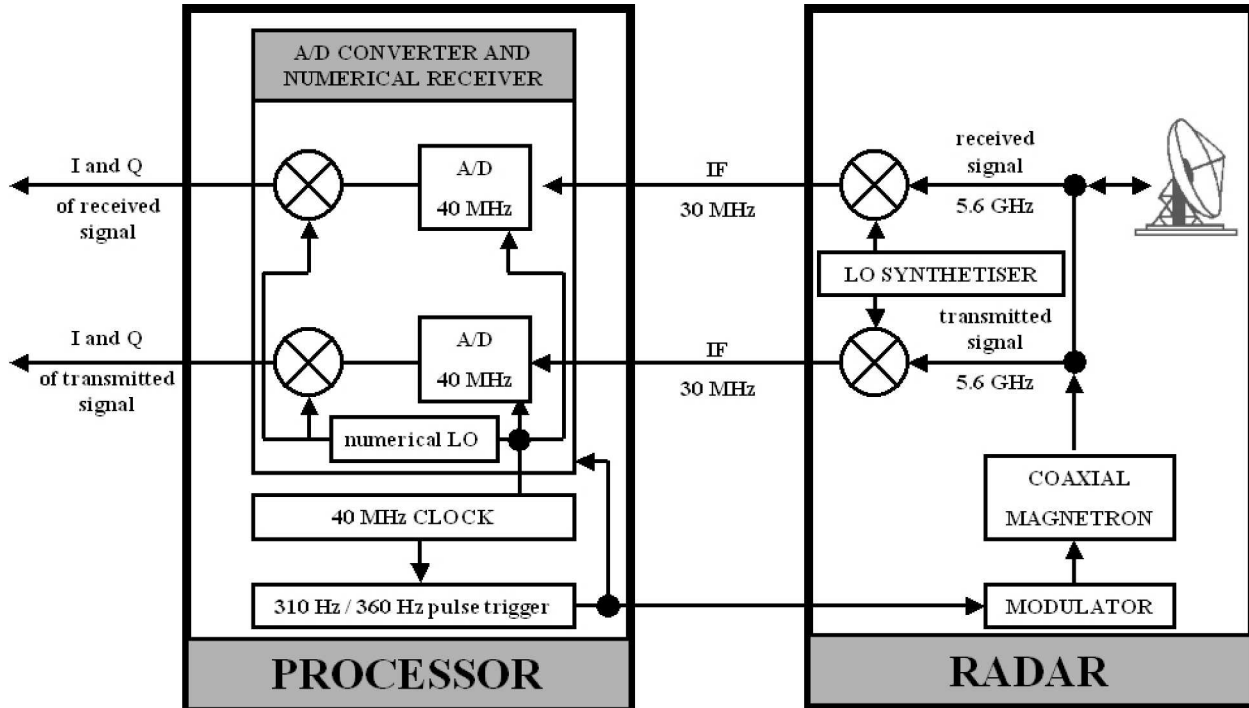 A/D CONVERTER AND
NUMERICAL RECEIVER
I and Q
of received
signal
A/D
40 MHz
IF
30 MHz
received
signal
5.6 GHz
LO SYNTHETISER
I and Q
of transmitted
signal
A/D
40 MHz
IF
30 MHz
transmitted
signal
5.6 GHz
numerical LO
40 MHz CLOCK
310 Hz / 360 Hz pulse trigger
COAXIAL
MAGNETRON
MODULATOR
PROCESSOR
RADAR